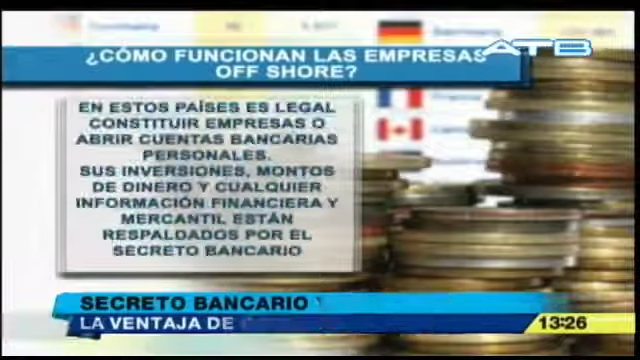 ATB
¿CÓMO FUNCIONAN LAS EMPRESAS
OFF SHORE?
EN ESTOS PAÍSES ES LEGAL
CONSTITUIR EMPRESAS O
ABRIR CUENTAS BANCARIAS
PERSONALES.
SUS INVERSIONES, MONTOS
DE DINERO Y CUALQUIER
INFORMACIÓN FINANCIERA Y
MERCANTIL ESTÁN
RESPALDADOS POR EL
SECRETO BANCARIO
SECRETO BANCARIO
LA VENTAJA DE
13:26